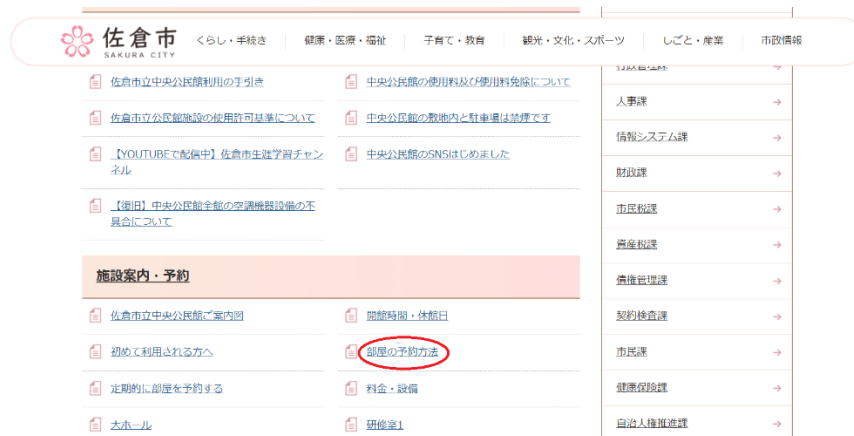 佐倉市
SAKURA CITY
くらし・手続き
健康・医療・福祉
子育て・教育
観光・文化・スポーツ
しごと・産業
市政情報
佐倉市立中央公民館利用の手引き
中央公民館の使用料及び使用料免除について
佐倉市立公民館施設の使用許可基準について
中央公民館の敷地内と駐車場は禁煙です
【YOUTUBEで配信中】佐倉市生涯学習チャン
ネル
中央公民館のSNSはじめました
【復旧】中央公民館全館の空調機器設備の不
具合について
施設案内・予約
佐倉市立中央公民館ご案内図
開館時間・休館日
初めて利用される方へ
部屋の予約方法
定期的に部屋を予約する
料金・設備
大ホール
研修室1
人事課
情報システム課
財政課
市民税課
資産税課
債権管理課
契約検査課
市民課
健康保険課
自治人権推進課